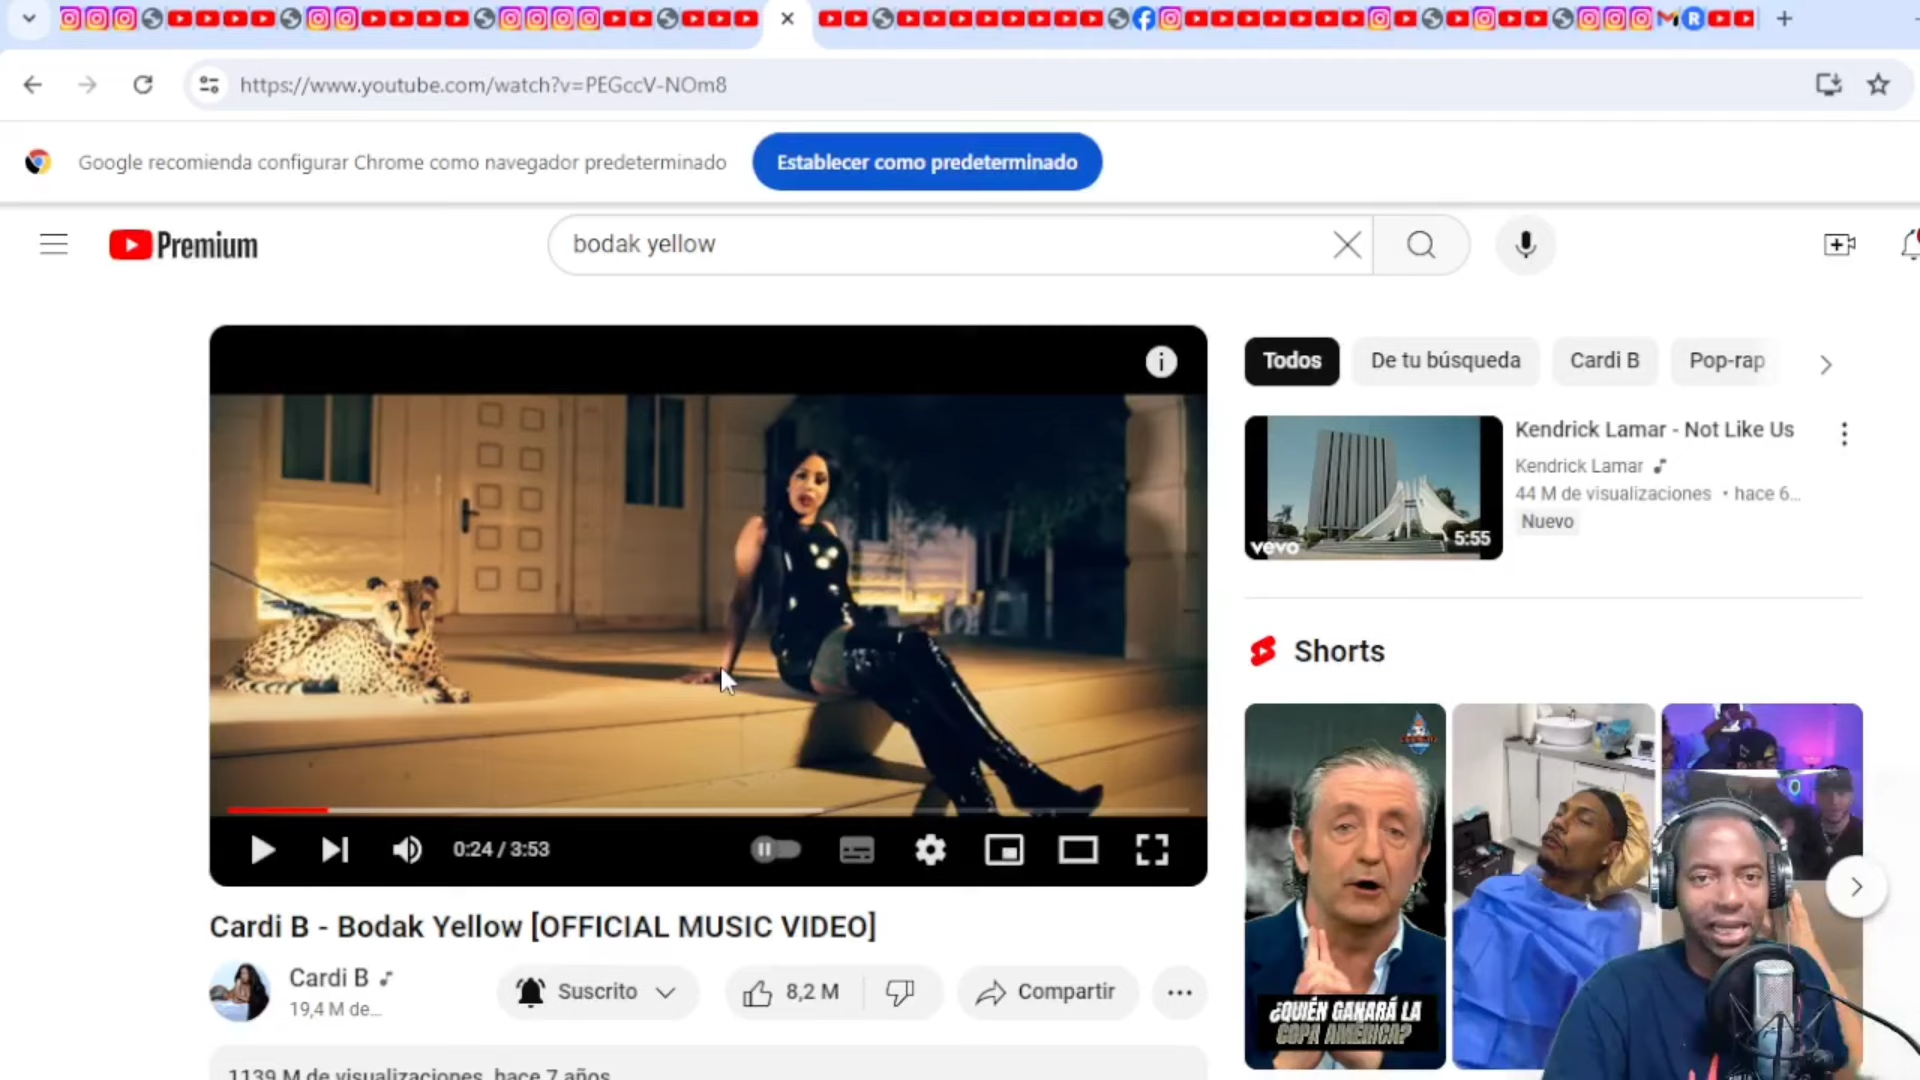 https://www.youtube.com/watch?v=PEGccV-NOm8
Google recomienda configurar Chrome como navegador predeterminado
Establecer como predeterminado
Premium
bodak yellow
Todos
De tu búsqueda
Cardi B
Pop-rap
Kendrick Lamar - Not Like Us
Kendrick Lamar
44 M de visualizaciones • hace 6...
Nuevo
vevo
5:55
Shorts
0:24 / 3:53
Cardi B - Bodak Yellow [OFFICIAL MUSIC VIDEO]
Cardi B
19,4 M de...
Suscrito
8,2 M
Compartir
¿QUIÉN GANARÁ LA
COPA AMÉRICA?
1139 M de visualizaciones hace 7 años